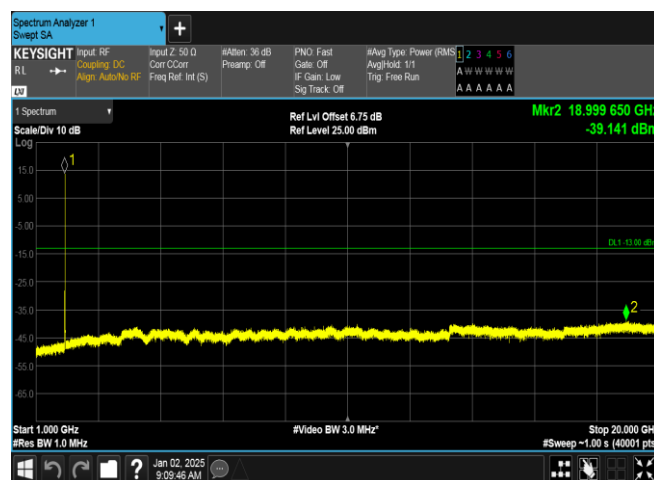 Spectrum Analyzer 1
Swept SA
+
KEYSIGHT
RL
LXI
Input: RF
Coupling: DC
Align: Auto/No RF
Input Z: 50 Ω
Corr CCorr
Freq Ref: Int (S)
#Atten: 36 dB
Preamp: Off
PNO: Fast
Gate: Off
IF Gain: Low
Sig Track: Off
#Avg Type: Power (RMS
Avg|Hold: 1/1
Trig: Free Run
1 2 3 4 5 6
A W W W W W
A A A A A A
1 Spectrum
Scale/Div 10 dB
Log
Ref Lvl Offset 6.75 dB
Ref Level 25.00 dBm
Mkr2 18.999 650 GHz
-39.141 dBm
1
15.0
5.00
-5.00
DL1 -13.00 dBm
-15.0
-25.0
2
-35.0
-45.0
-55.0
-65.0
Start 1.000 GHz
#Res BW 1.0 MHz
#Video BW 3.0 MHz*
Stop 20.000 GHz
#Sweep ~1.00 s (40001 pts
?
Jan 02, 2025
9:09:46 AM